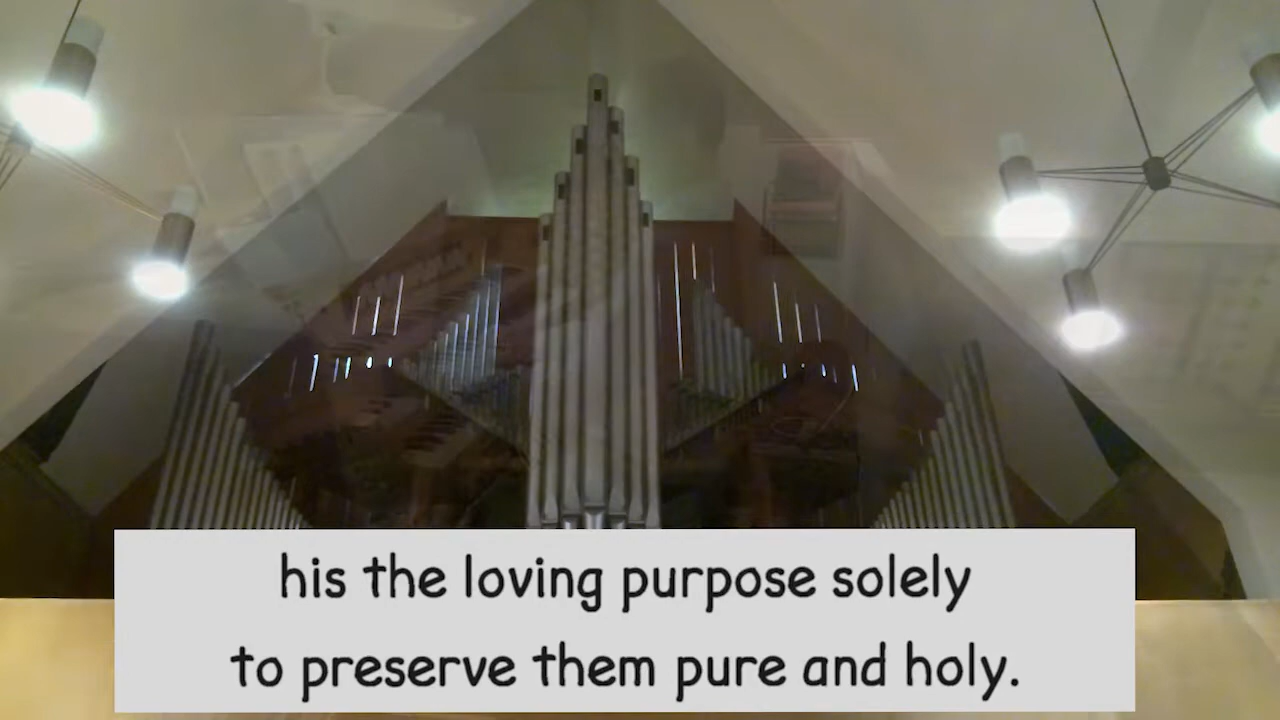 his the loving purpose solely
to preserve them pure and holy.